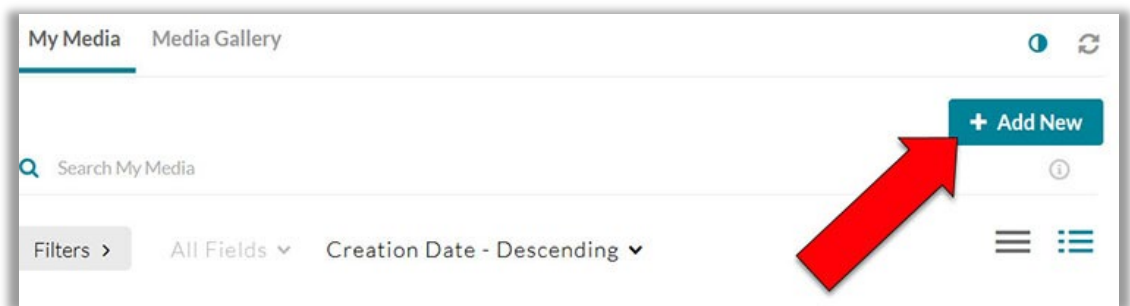 My Media Media Gallery
+ Add New
Search My Media
Filters > All Fields Creation Date - Descending